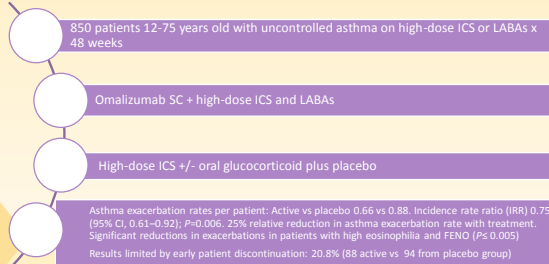 850 patients 12-75 years old with uncontrolled asthma on high-dose ICS or LABAs x
48 weeks
Omalizumab SC + high-dose ICS and LABAs
High-dose ICS +/- oral glucocorticoid plus placebo
Asthma exacerbation rates per patient: Active vs placebo 0.66 vs 0.88. Incidence rate ratio (IRR) 0.75
(95% CI, 0.61–0.92); P=0.006. 25% relative reduction in asthma exacerbation rate with treatment.
Significant reductions in exacerbations in patients with high eosinophilia and FENO (P≤ 0.005)
Results limited by early patient discontinuation: 20.8% (88 active vs 94 from placebo group)